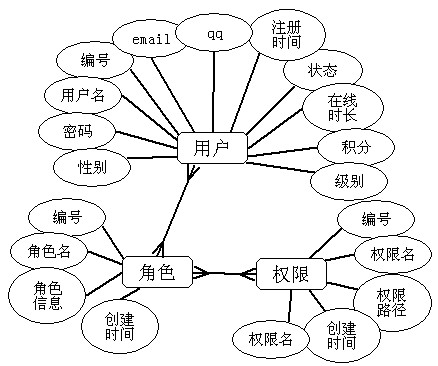 email
qq
注册
时间
编号
状态
用户名
在线
时长
密码
用户
积分
性别
级别
编号
编号
角色名
权限名
角色
信息
角色
权限
权限
路径
创建
时间
权限名
创建
时间